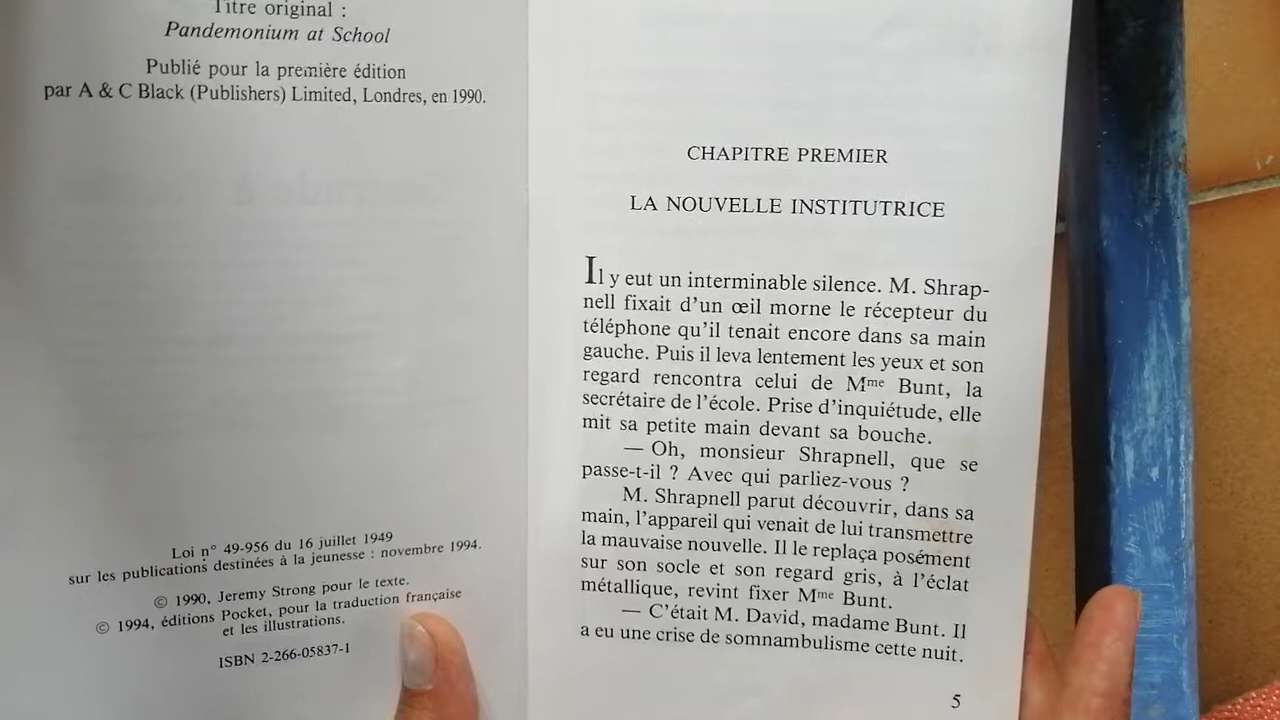 Titre original :
Pandemonium at School
Publié pour la première édition
par A & C Black (Publishers) Limited, Londres, en 1990.
Loi n° 49-956 du 16 juillet 1949
sur les publications destinées à la jeunesse : novembre 1994.
© 1990, Jeremy Strong pour le texte.
© 1994, éditions Pocket, pour la traduction française
et les illustrations.
ISBN 2-266-05837-1
CHAPITRE PREMIER
LA NOUVELLE INSTITUTRICE
Il y eut un interminable silence. M. Shrap-
nell fixait d'un œil morne le récepteur du
téléphone qu'il tenait encore dans sa main
gauche. Puis il leva lentement les yeux et son
regard rencontra celui de Mme Bunt, la
secrétaire de l'école. Prise d'inquiétude, elle
mit sa petite main devant sa bouche.
— Oh, monsieur Shrapnell, que se
passe-t-il ? Avec qui parliez-vous ?
M. Shrapnell parut découvrir, dans sa
main, l'appareil qui venait de lui transmettre
la mauvaise nouvelle. Il le replaça posément
sur son socle et son regard gris, à l'éclat
métallique, revint fixer Mme Bunt.
— C'était M. David, madame Bunt. Il
a eu une crise de somnambulisme cette nuit.
5